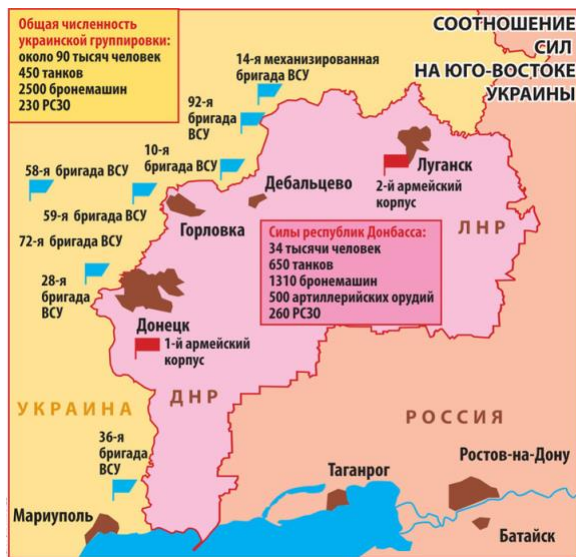 Общая численность
украинской группировки:
около 90 тысяч человек
450 танков
2500 бронемашин
230 РСЗО
СООТНОШЕНИЕ
СИЛ
НА ЮГО-ВОСТОКЕ
УКРАИНЫ
14-я механизированная
бригада ВСУ
92-я
бригада
ВСУ
10-я
бригада
ВСУ
58-я бригада ВСУ
59-я бригада ВСУ
72-я бригада ВСУ
28-я
бригада
ВСУ
Луганск
2-й армейский
корпус
Дебальцево
Горловка
ЛНР
Силы республик Донбасса:
34 тысячи человек
650 танков
1310 бронемашин
500 артиллерийских орудий
260 РСЗО
Донецк
1-й армейский
корпус
УКРАИНА
ДНР
РОССИЯ
36-я
бригада
ВСУ
Мариуполь
Таганрог
Ростов-на-Дону
Батайск